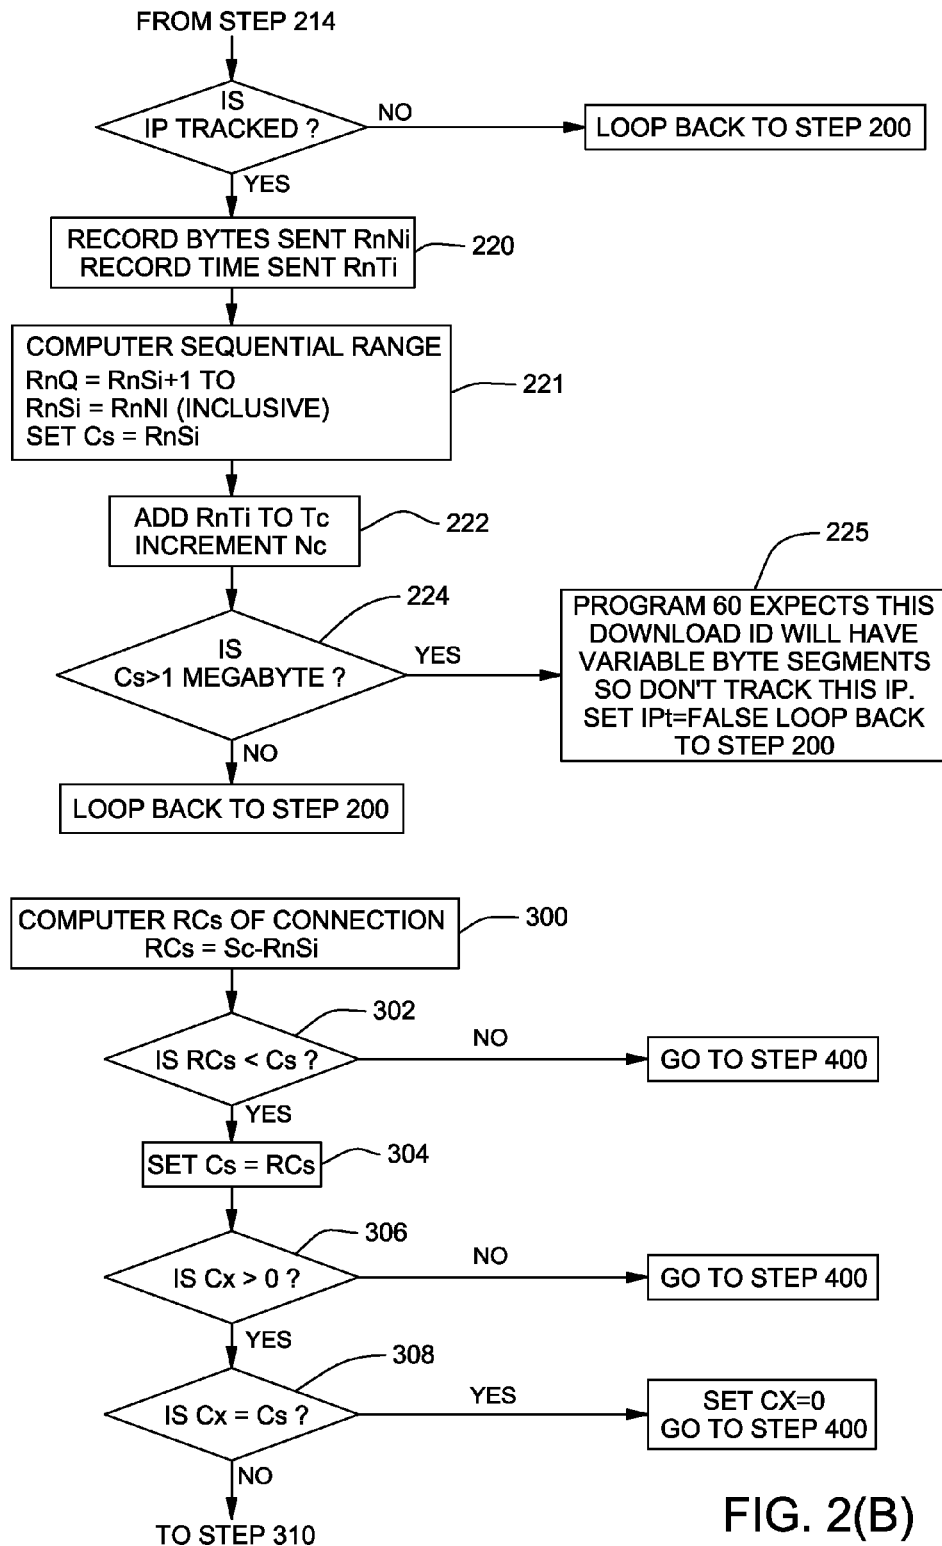 FROM STEP 214
IS
IP TRACKED ?
NO
LOOP BACK TO STEP 200
YES
RECORD BYTES SENT RnNi
RECORD TIME SENT RnTi
220
COMPUTER SEQUENTIAL RANGE
RnQ = RnSi+1 TO
RnSi = RnNI (INCLUSIVE)
SET Cs = RnSi
221
ADD RnTi TO Tc
INCREMENT Nc
222
224
IS
Cs>1 MEGABYTE ?
YES
225
PROGRAM 60 EXPECTS THIS
DOWNLOAD ID WILL HAVE
VARIABLE BYTE SEGMENTS
SO DON'T TRACK THIS IP.
SET IPt=FALSE LOOP BACK
TO STEP 200
NO
LOOP BACK TO STEP 200
COMPUTER RCs OF CONNECTION
RCs = Sc-RnSi
300
302
IS RCs < Cs ?
NO
GO TO STEP 400
YES
SET Cs = RCs
304
306
IS Cx > 0 ?
NO
GO TO STEP 400
YES
308
IS Cx = Cs ?
YES
SET CX=0
GO TO STEP 400
NO
TO STEP 310
FIG. 2(B)